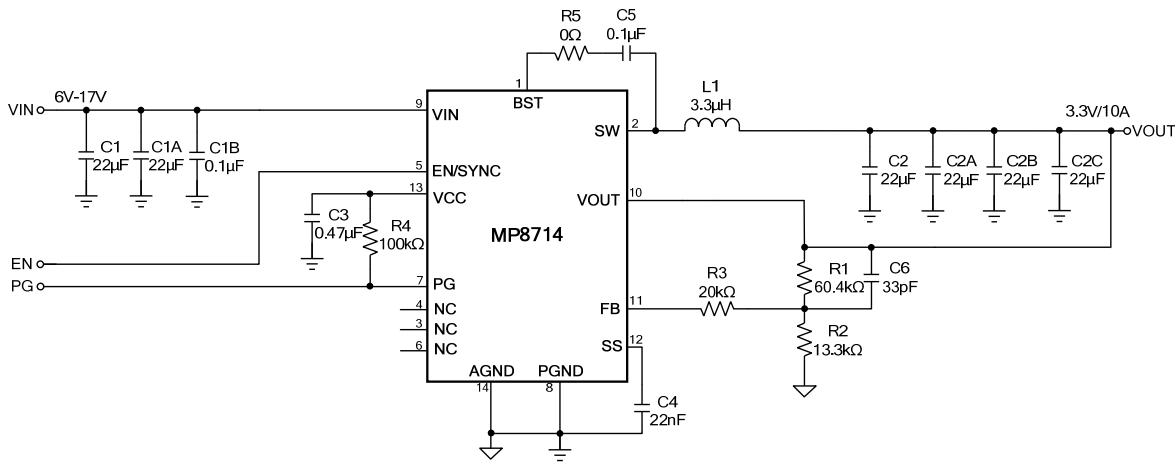 R5
0Ω
C5
0.1μF
1
BST
VIN
6V-17V
9
VIN
C1
22μF
C1A
22μF
C1B
0.1μF
SW
2
L1
3.3μH
3.3V/10A
VOUT
C2
22μF
C2A
22μF
C2B
22μF
C2C
22μF
5
EN/SYNC
13
VCC
VOUT
10
C3
0.47μF
R4
100kΩ
MP8714
EN
PG
7
PG
R3
20kΩ
R1
60.4kΩ
C6
33pF
4
NC
3
NC
6
NC
FB
11
R2
13.3kΩ
SS
12
AGND
14
PGND
8
C4
22nF